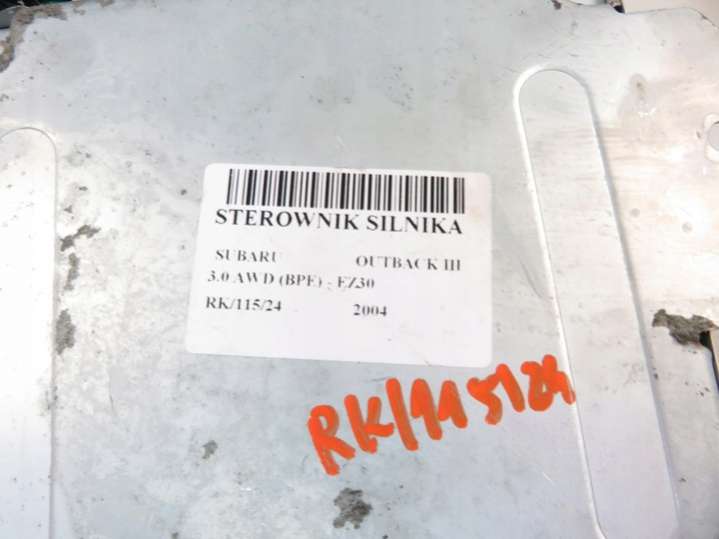 STEROWNIK SILNIKA
SUBARU OUTBACK III
3.0 AWD (BPE) - EZ30
RK/115/24 2004
RK/115/24